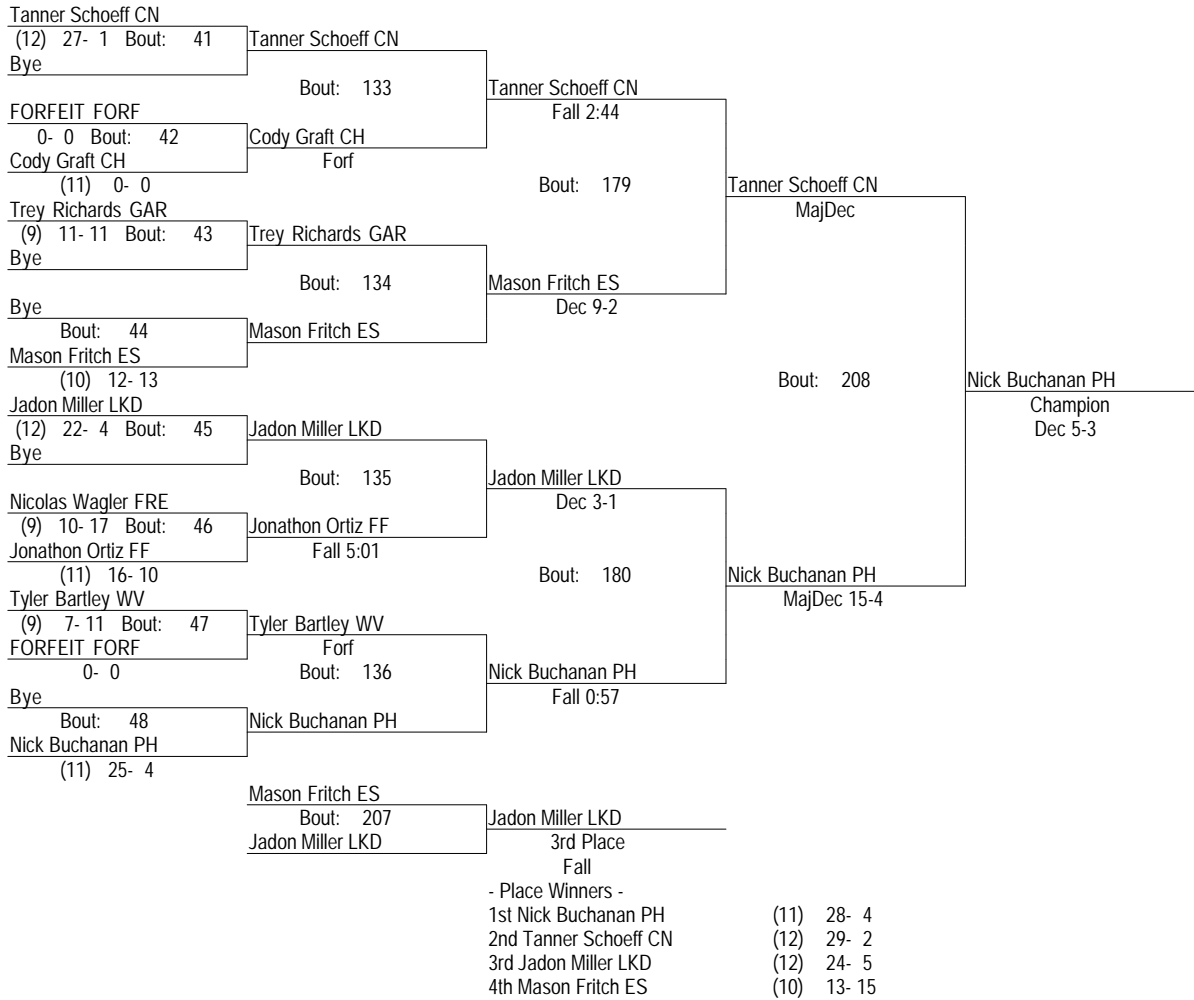 Tanner Schoeff CN
(12) 27- 1 Bout: 41
Bye
Tanner Schoeff CN
Bout: 133
FORFEIT FORF
0- 0 Bout: 42
Cody Graft CH
(11) 0- 0
Cody Graft CH
Forf
Tanner Schoeff CN
Fall 2:44
Bout: 179
Trey Richards GAR
(9) 11- 11 Bout: 43
Bye
Trey Richards GAR
Bout: 134
Bye
Bout: 44
Mason Fritch ES
(10) 12- 13
Mason Fritch ES
Mason Fritch ES
Dec 9-2
Tanner Schoeff CN
MajDec
Bout: 208
Jadon Miller LKD
(12) 22- 4 Bout: 45
Bye
Jadon Miller LKD
Bout: 135
Nicolas Wagler FRE
(9) 10- 17 Bout: 46
Jonathon Ortiz FF
(11) 16- 10
Jonathon Ortiz FF
Fall 5:01
Jadon Miller LKD
Dec 3-1
Bout: 180
Tyler Bartley WV
(9) 7- 11 Bout: 47
FORFEIT FORF
0- 0
Tyler Bartley WV
Forf
Bout: 136
Bye
Bout: 48
Nick Buchanan PH
(11) 25- 4
Nick Buchanan PH
Nick Buchanan PH
Fall 0:57
Nick Buchanan PH
MajDec 15-4
Nick Buchanan PH
Champion
Dec 5-3
Mason Fritch ES
Bout: 207
Jadon Miller LKD
Jadon Miller LKD
3rd Place
Fall
- Place Winners -
1st Nick Buchanan PH (11) 28- 4
2nd Tanner Schoeff CN (12) 29- 2
3rd Jadon Miller LKD (12) 24- 5
4th Mason Fritch ES (10) 13- 15